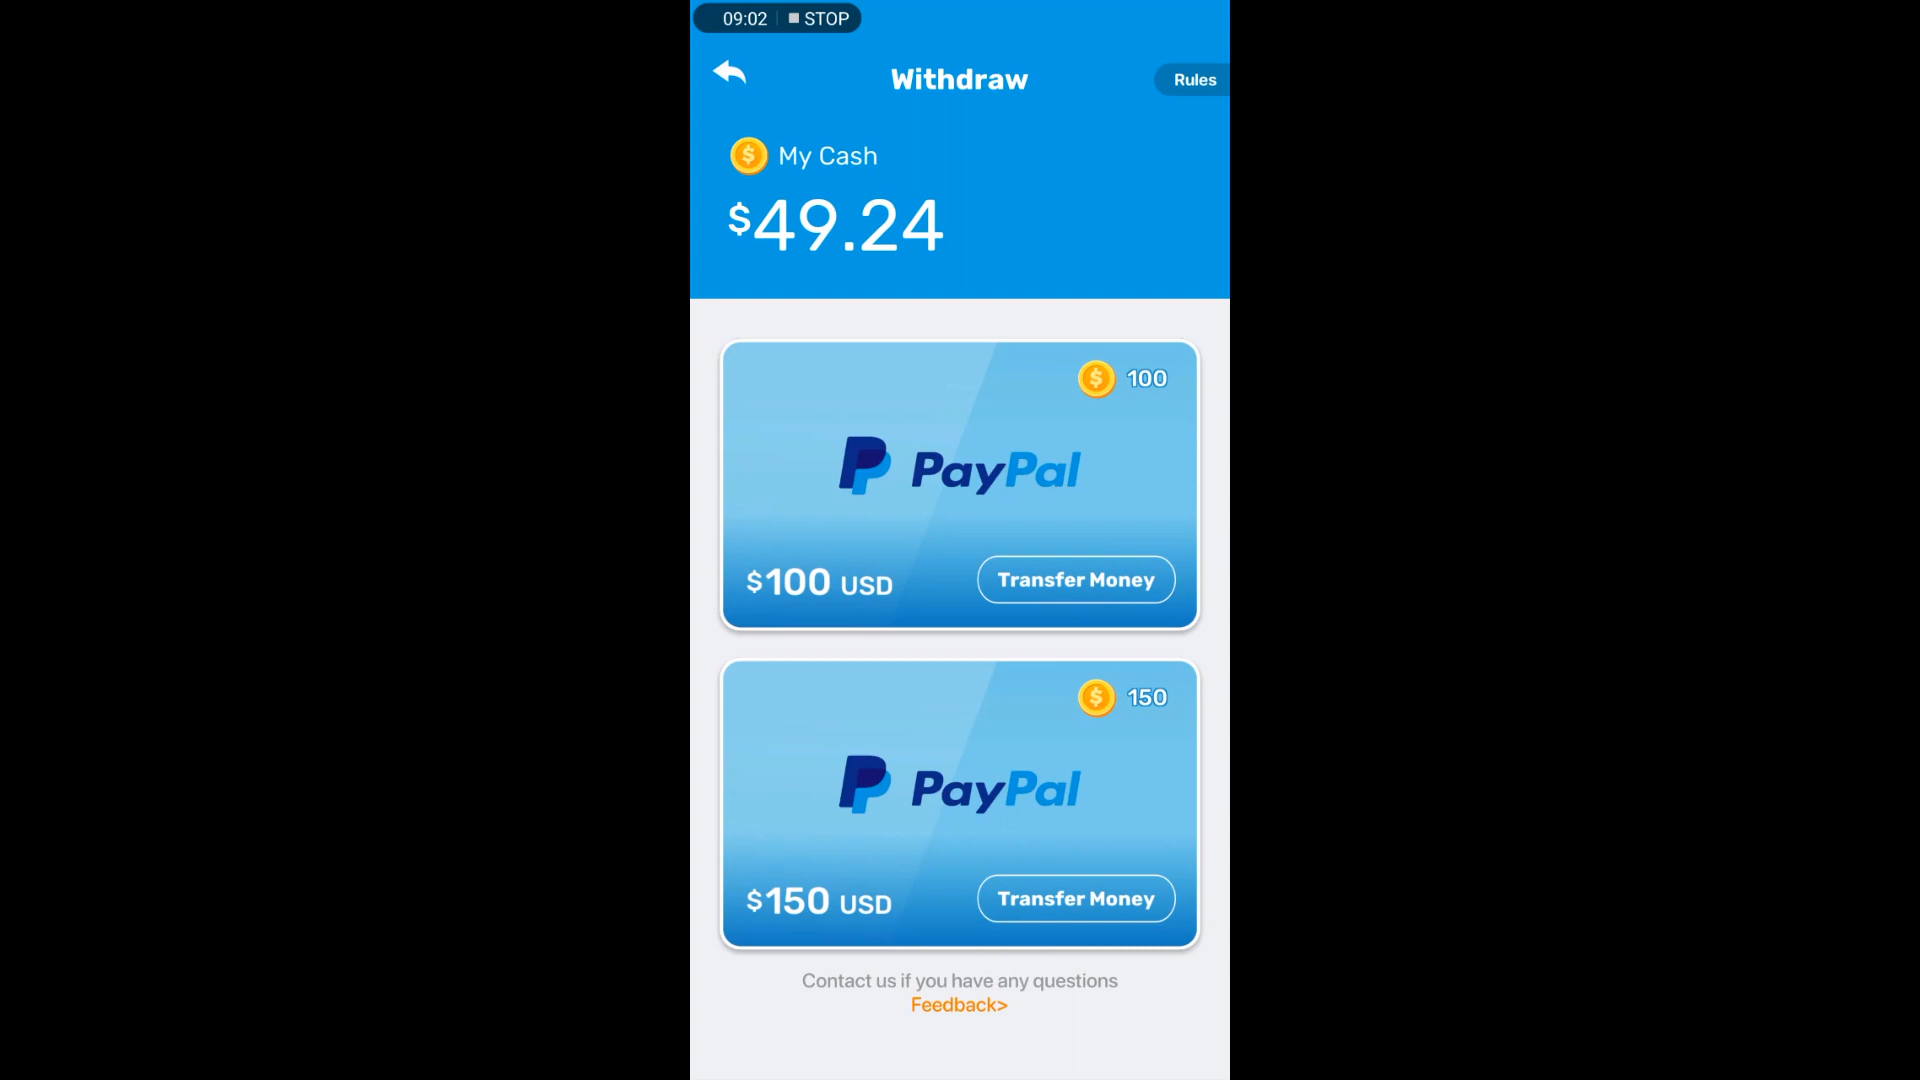 09:02 STOP
Withdraw
Rules
My Cash
$49.24
100
PayPal
$100 USD
Transfer Money
150
PayPal
$150 USD
Transfer Money
Contact us if you have any questions
Feedback>